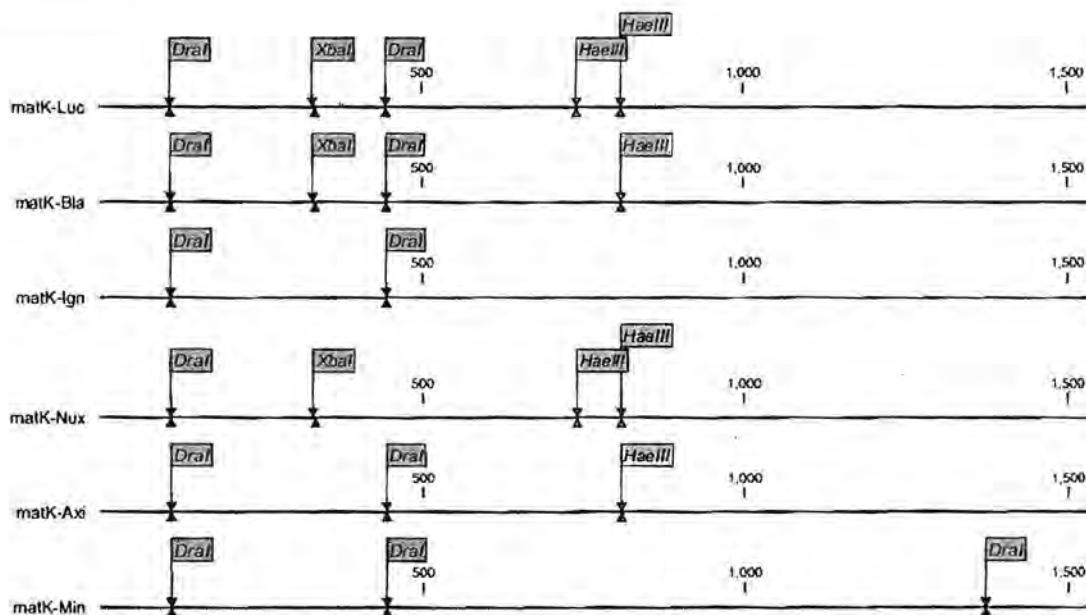 HaeIII
DraI XbaI DraI HaeIII
500 1,000 1,500
matK-Luc
DraI XbaI DraI HaeIII
500 1,000 1,500
matK-Bla
DraI DraI
500 1,000 1,500
matK-Ign
HaeIII
DraI XbaI HaeIII
500 1,000 1,500
matK-Nux
DraI DraI HaeIII
500 1,000 1,500
matK-Axi
DraI DraI DraI
500 1,000 1,500
matK-Min